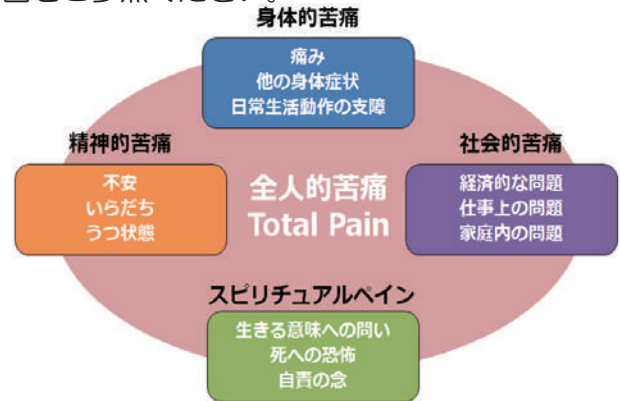 身体的苦痛
痛み
他の身体症状
日常生活動作の支障
精神的苦痛
不安
いらだち
うつ状態
全人的苦痛
Total Pain
社会的苦痛
経済的な問題
仕事上の問題
家庭内の問題
スピリチュアルペイン
生きる意味への問い
死への恐怖
自責の念